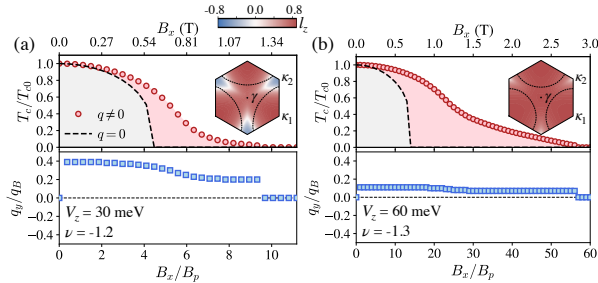 -0.8 0.8
l_z
B_x (T) B_x (T)
(a) 0.0 0.27 0.54 0.81 1.07 1.34 (b) 0.0 0.5 1.0 1.5 2.0 2.5 3.0
T_c/T_{c0} 1.0 0.8 0.6 0.4 0.2 0.0
q≠0
q=0
κ_2
γ
κ_1
T_c/T_{c0} 1.0 0.8 0.6 0.4 0.2 0.0
κ_2
γ
κ_1
q_y/q_B 0.4 0.2 0.0 -0.2 -0.4
V_z = 30 meV
ν = -1.2
0 2 4 6 8 10
B_x/B_p
q_y/q_B 0.4 0.2 0.0 -0.2 -0.4
V_z = 60 meV
ν = -1.3
0 10 20 30 40 50 60
B_x/B_p